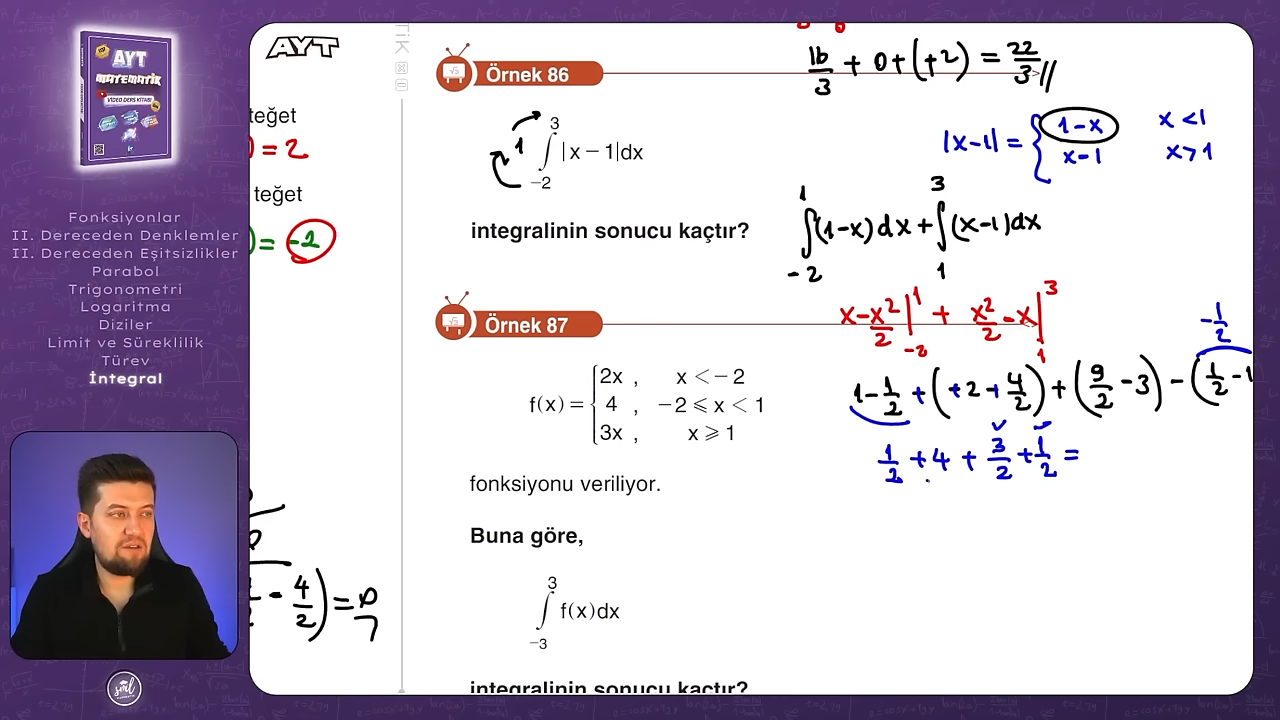 AYT
MATEMATİK
VİDEO DERS KİTABI
Fonksiyonlar
II. Dereceden Denklemler
II. Dereceden Eşitsizlikler
Parabol
Trigonometri
Logaritma
Diziler
Limit ve Süreklilik
Türev
İntegral
AYT
teğet
) = 2
teğet
) = -2
- 4/2) =
16/3 + 0 + (+2) = 22/3 //
Örnek 86
1
∫_{-2}^{3} |x − 1|dx
integralinin sonucu kaçtır?
|x-1| = { 1-x x < 1
x-1 x > 1
∫_{-2}^{1} (1-x) dx + ∫_{1}^{3} (x-1) dx
x - x²/2 |_{-2}^{1} + x²/2 - x |_{1}^{3}
-1/2
1 - 1/2 + (+2 + 4/2) + (9/2 - 3) - (1/2 - 1
1/2 + 4 + 3/2 + 1/2 =
Örnek 87
f(x) = { 2x , x < − 2
4 , −2 ⩽ x < 1
3x , x ⩾ 1
fonksiyonu veriliyor.
Buna göre,
∫_{−3}^{3} f(x)dx
integralinin sonucu kaçtır?